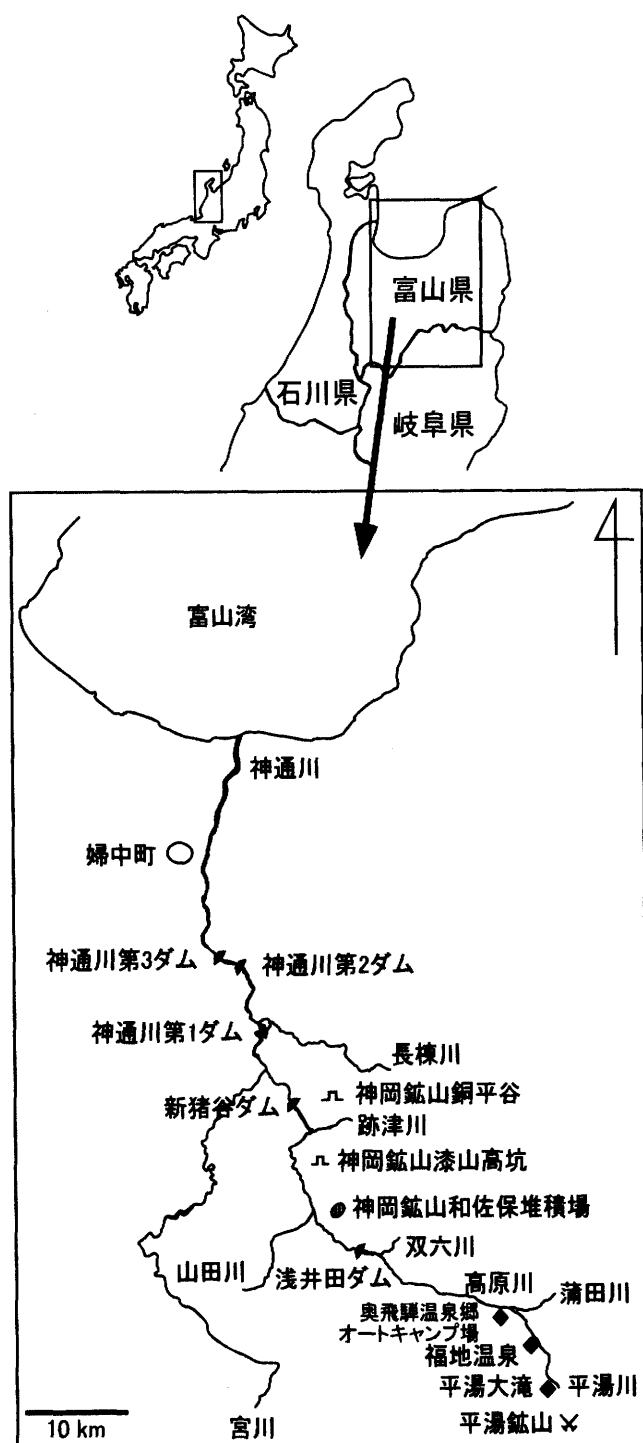 富山県
石川県
岐阜県
富山湾
神通川
婦中町
神通川第3ダム
神通川第2ダム
神通川第1ダム
長棟川
新猪谷ダム
神岡鉱山銅平谷
跡津川
神岡鉱山漆山高坑
神岡鉱山和佐保堆積場
双六川
山田川
浅井田ダム
高原川
蒲田川
奥飛騨温泉郷
オートキャンプ場
福地温泉
平湯大滝
平湯川
平湯鉱山
宮川
10 km